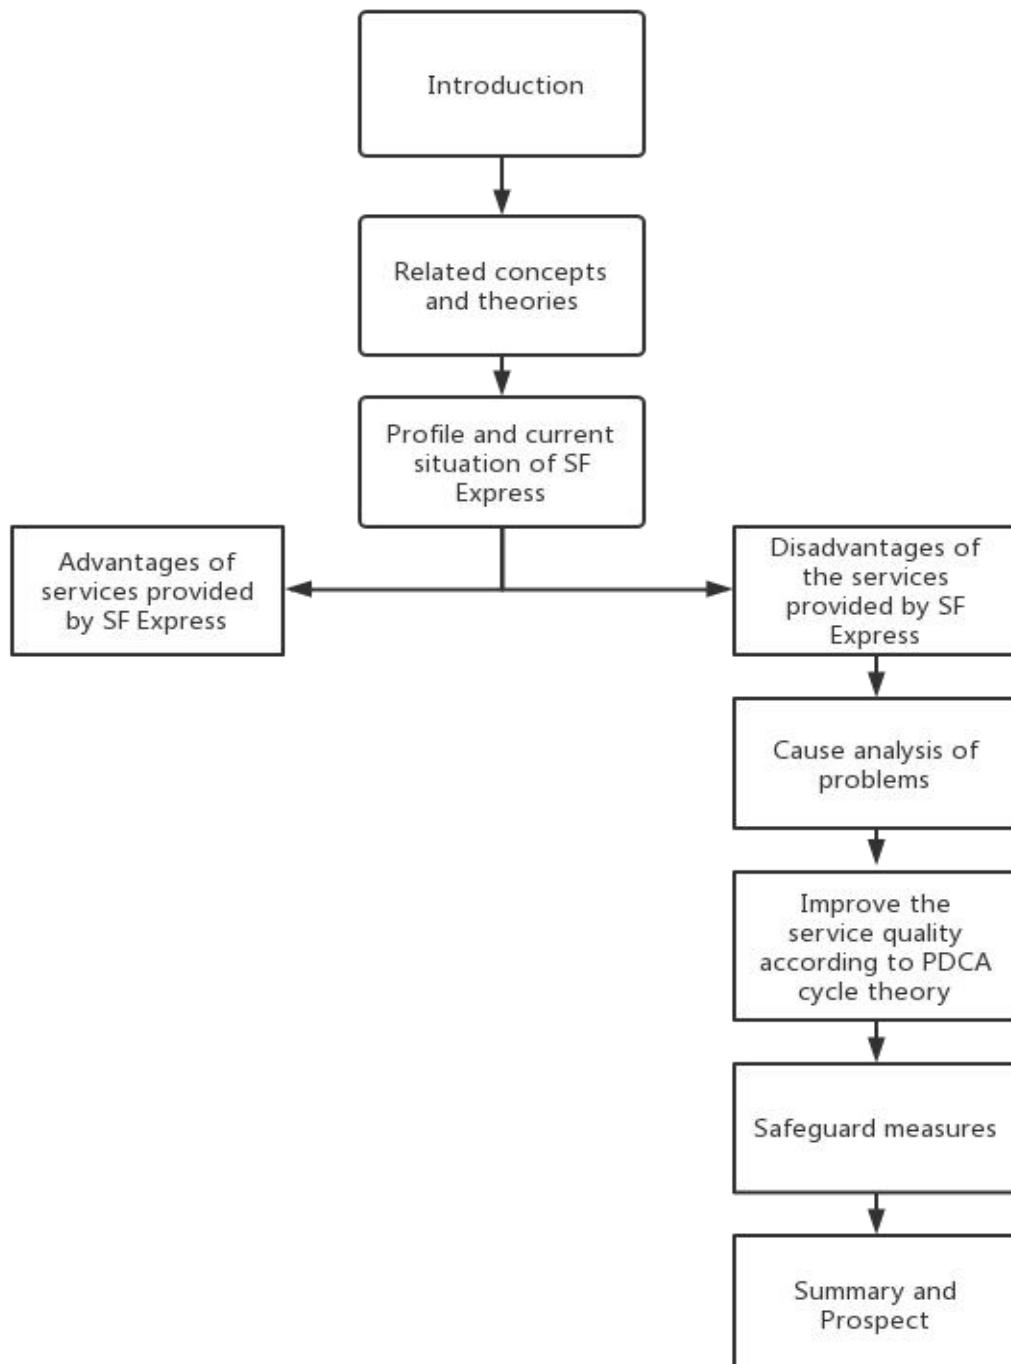 Introduction
Related concepts
and theories
Profile and current
situation of SF
Express
Advantages of
services provided
by SF Express
Disadvantages of
the services
provided by SF
Express
Cause analysis of
problems
Improve the
service quality
according to PDCA
cycle theory
Safeguard measures
Summary and
Prospect